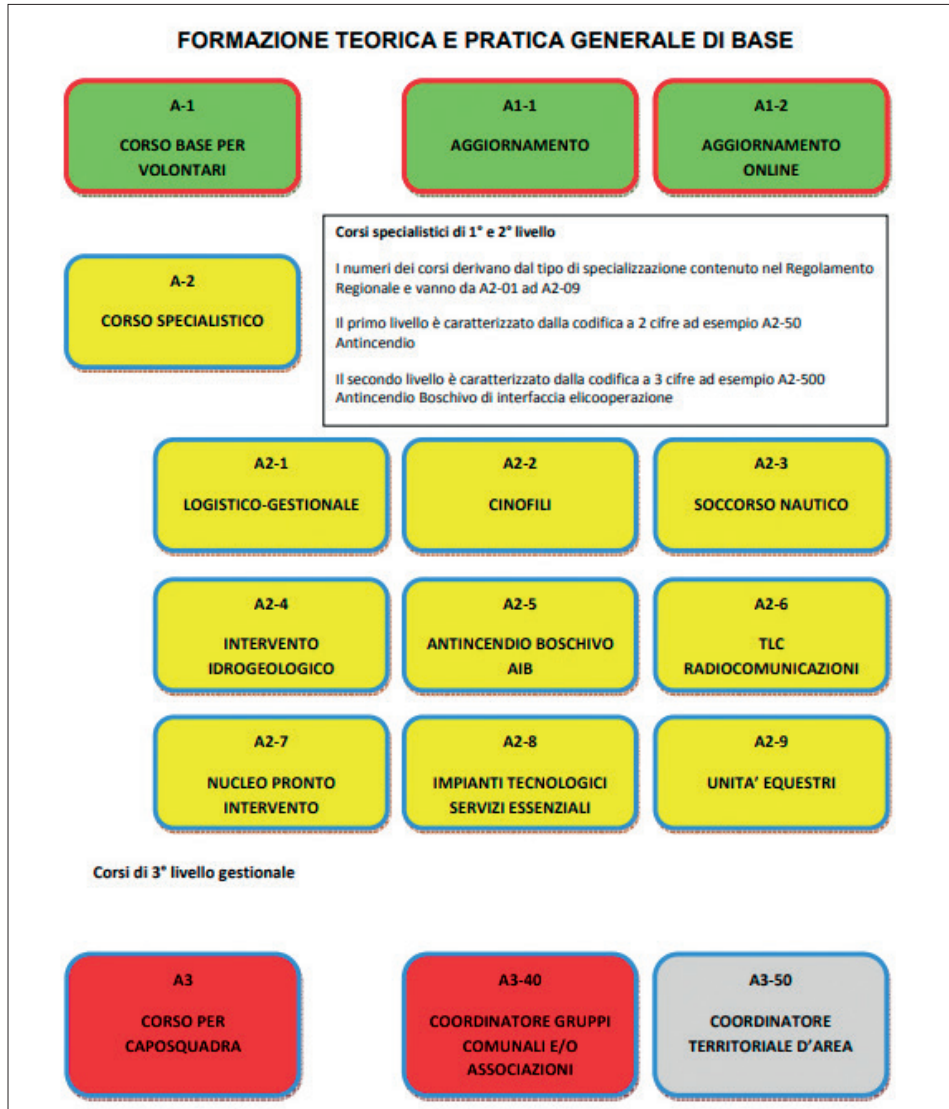 FORMAZIONE TEORICA E PRATICA GENERALE DI BASE
A-1
CORSO BASE PER
VOLONTARI
A1-1
AGGIORNAMENTO
A1-2
AGGIORNAMENTO
ONLINE
A-2
CORSO SPECIALISTICO
Corsi specialistici di 1° e 2° livello
I numeri dei corsi derivano dal tipo di specializzazione contenuto nel Regolamento
Regionale e vanno da A2-01 ad A2-09
Il primo livello è caratterizzato dalla codifica a 2 cifre ad esempio A2-50
Antincendio
Il secondo livello è caratterizzato dalla codifica a 3 cifre ad esempio A2-500
Antincendio Boschivo di interfaccia elicooperazione
A2-1
LOGISTICO-GESTIONALE
A2-2
CINOFILI
A2-3
SOCCORSO NAUTICO
A2-4
INTERVENTO
IDROGEOLOGICO
A2-5
ANTINCENDIO BOSCHIVO
AIB
A2-6
TLC
RADIOCOMUNICAZIONI
A2-7
NUCLEO PRONTO
INTERVENTO
A2-8
IMPIANTI TECNOLOGICI
SERVIZI ESSENZIALI
A2-9
UNITA’ EQUESTRI
Corsi di 3° livello gestionale
A3
CORSO PER
CAPOSQUADRA
A3-40
COORDINATORE GRUPPI
COMUNALI E/O
ASSOCIAZIONI
A3-50
COORDINATORE
TERRITORIALE D’AREA